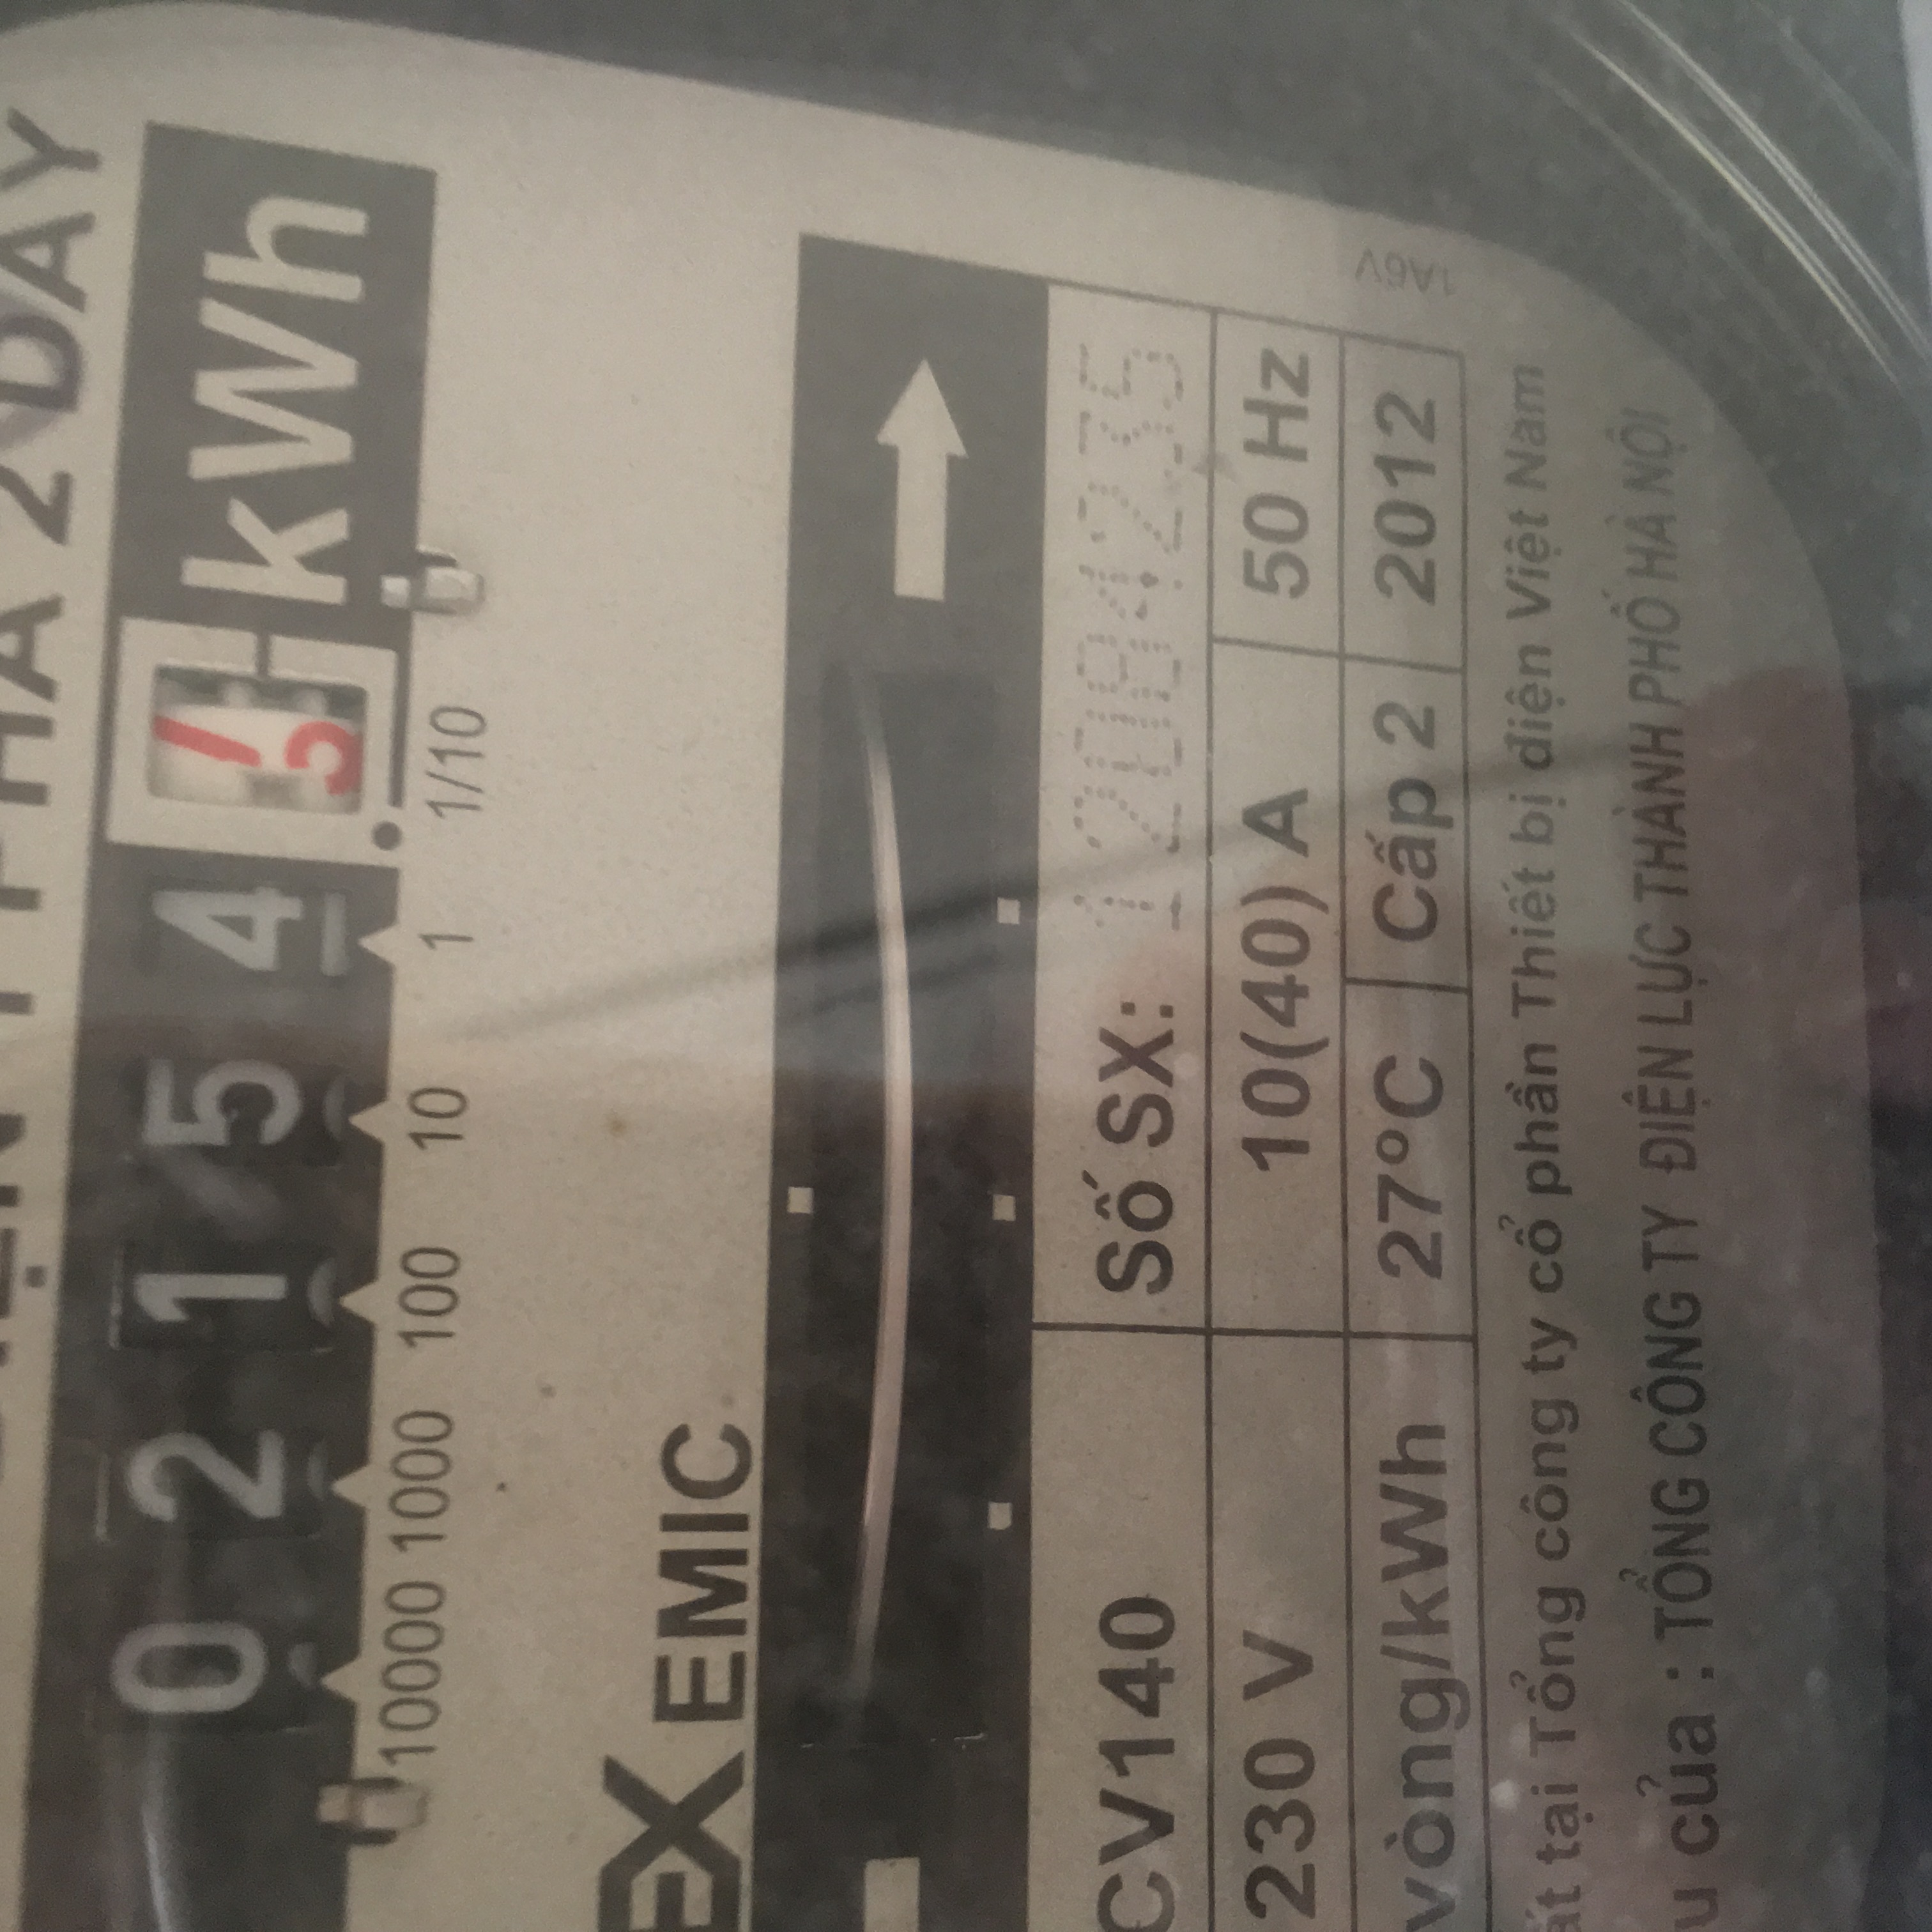 ĐIỆN 1 PHA 2 DÂY
0 2 1 5 4 kWh
10000 1000 100 10 1 1/10
EX EMIC
CV140 Số SX: 12084235
230 V 10(40) A 50 Hz
vòng/kWh 27°C Cấp 2 2012
1A6V
ất tại Tổng công ty cổ phần Thiết bị điện Việt Nam
u của : TỔNG CÔNG TY ĐIỆN LỰC THÀNH PHỐ HÀ NỘI